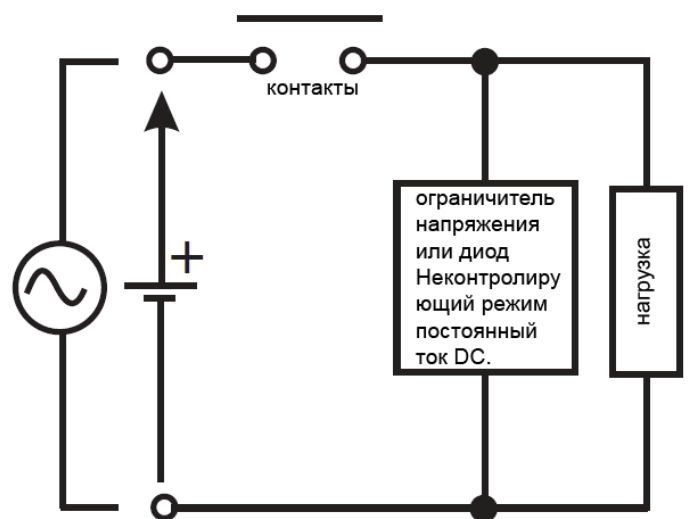 контакты
+
ограничитель
напряжения
или диод
Неконтролиру
ющий режим
постоянный
ток DC.
нагрузка